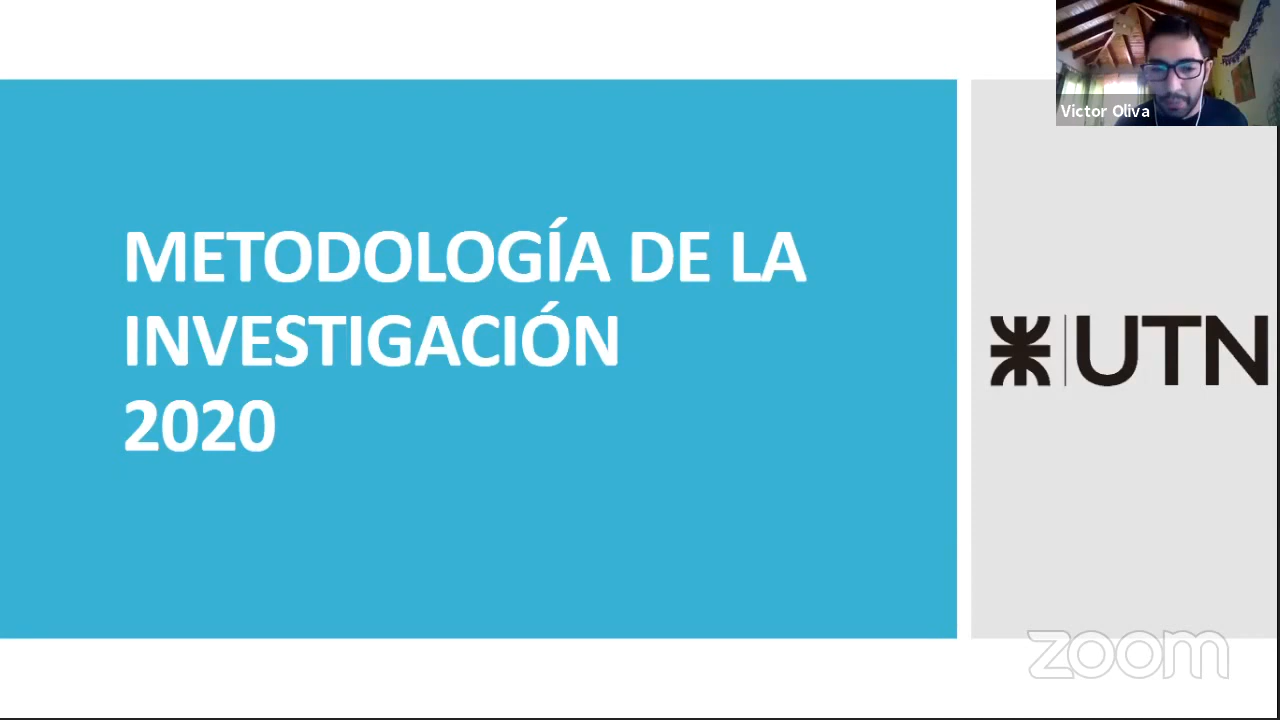 Victor Oliva
METODOLOGÍA DE LA
INVESTIGACIÓN
2020
UTN
zoom